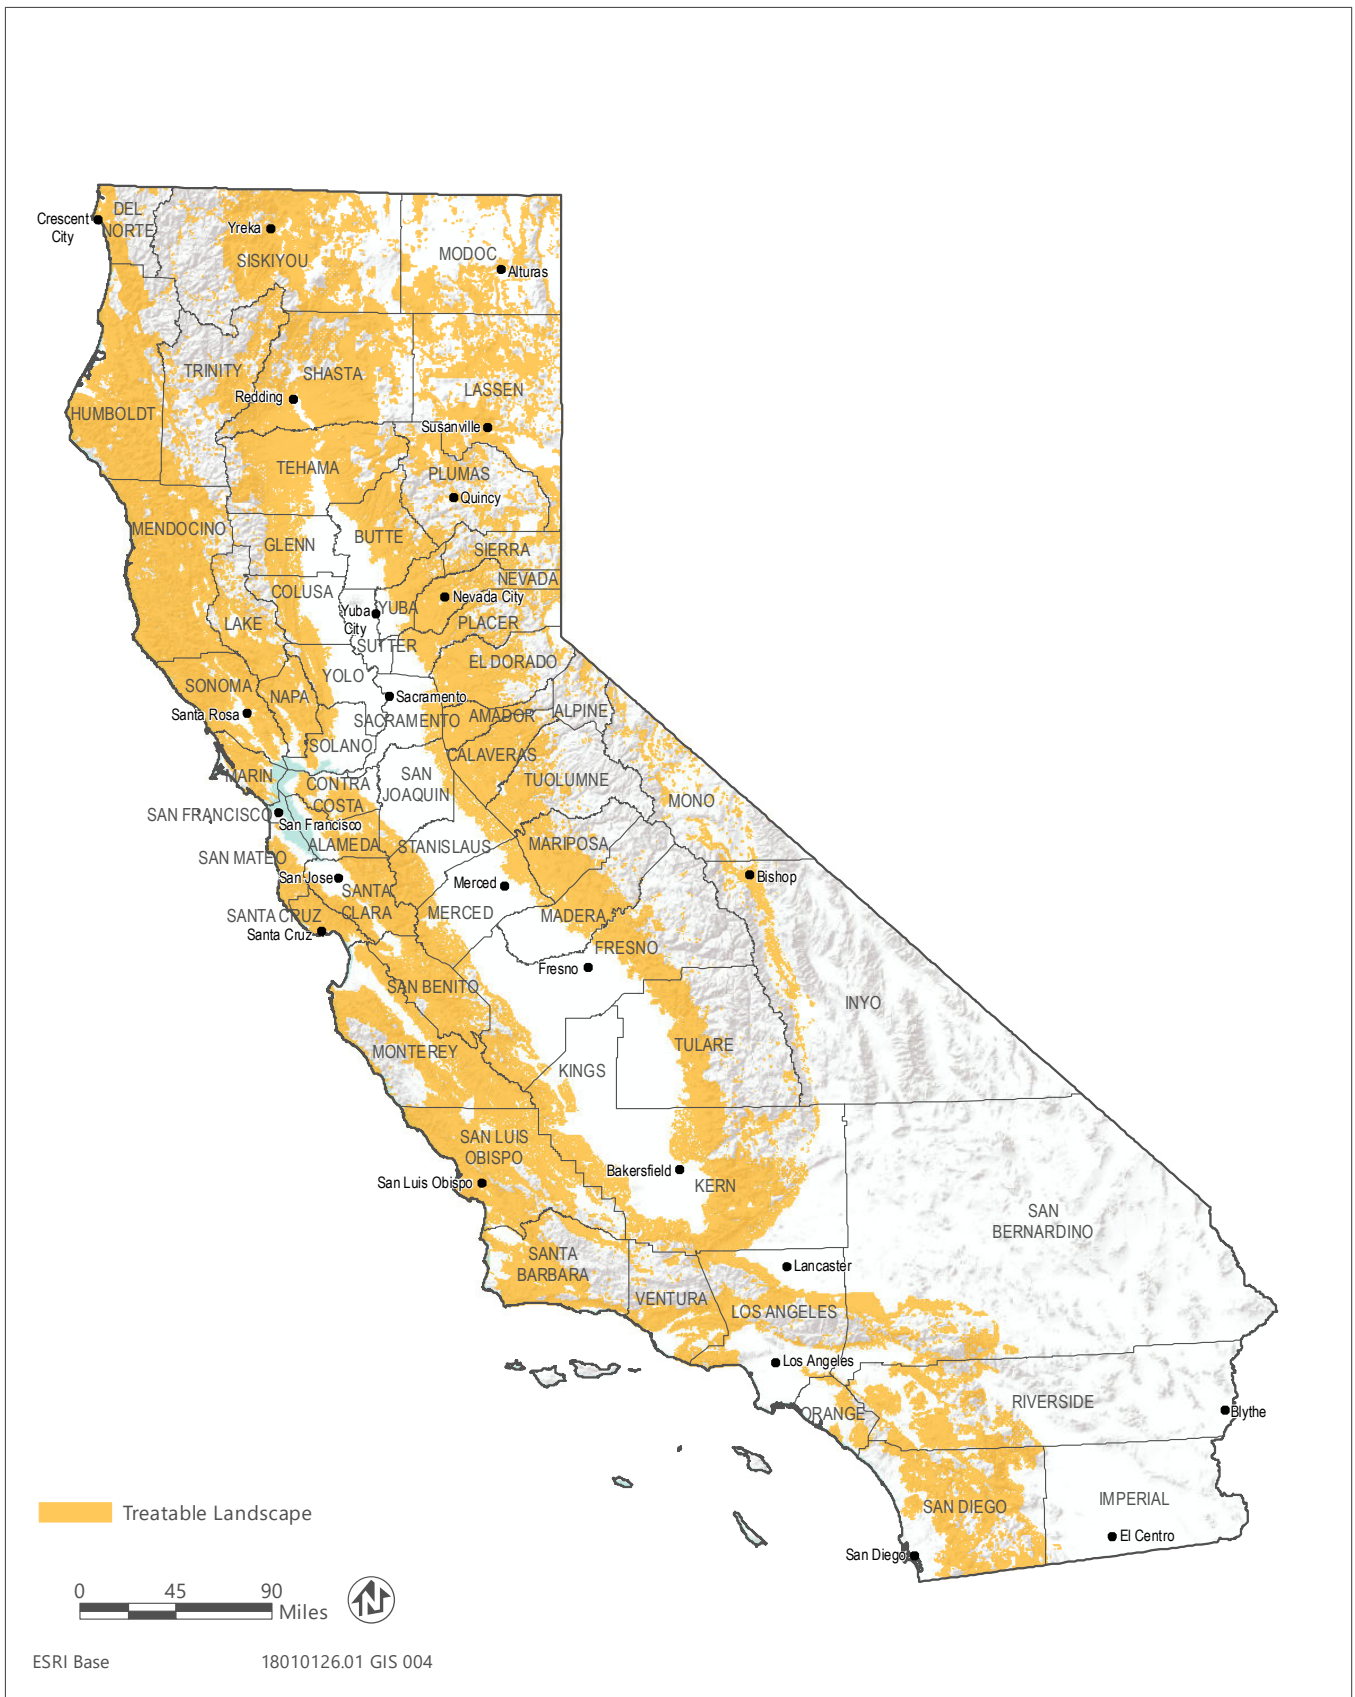 Crescent
City
DEL
NORTE
Yreka
SISKIYOU
MODOC
Alturas
TRINITY
SHASTA
Redding
LASSEN
HUMBOLDT
Susanville
TEHAMA
PLUMAS
Quincy
MENDOCINO
GLENN
BUTTE
SIERRA
NEVADA
COLUSA
Nevada City
Yuba
City
YUBA
LAKE
PLACER
SUTTER
EL DORADO
YOLO
SONOMA
NAPA
Sacramento
Santa Rosa
SACRAMENTO
AMADOR
ALPINE
SOLANO
CALAVERAS
MARIN
CONTRA
COSTA
SAN
JOAQUIN
TUOLUMNE
MONO
SAN FRANCISCO
San Francisco
ALAMEDA
STANISLAUS
MARIPOSA
SAN MATEO
San Jose
SANTA
CLARA
Merced
Bishop
SANTA CRUZ
Santa Cruz
MERCED
MADERA
FRESNO
Fresno
SAN BENITO
INYO
MONTEREY
TULARE
KINGS
SAN LUIS
OBISPO
Bakersfield
KERN
San Luis Obispo
SAN
BERNARDINO
SANTA
BARBARA
Lancaster
VENTURA
LOS ANGELES
Los Angeles
RIVERSIDE
ORANGE
Blythe
SAN DIEGO
IMPERIAL
El Centro
San Diego
Treatable Landscape
0 45 90
Miles
ESRI Base 18010126.01 GIS 004